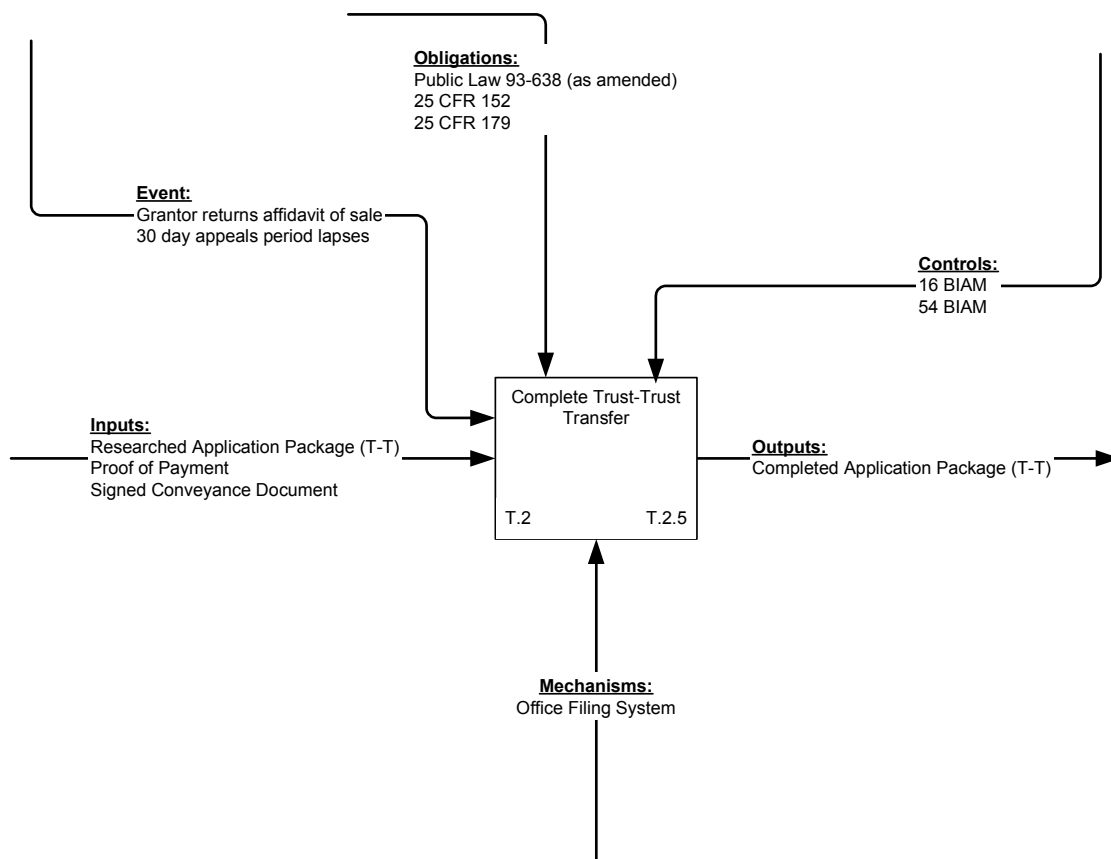 Obligations:
Public Law 93-638 (as amended)
25 CFR 152
25 CFR 179
Event:
Grantor returns affidavit of sale
30 day appeals period lapses
Controls:
16 BIAM
54 BIAM
Complete Trust-Trust
Transfer
T.2 T.2.5
Inputs:
Researched Application Package (T-T)
Proof of Payment
Signed Conveyance Document
Outputs:
Completed Application Package (T-T)
Mechanisms:
Office Filing System